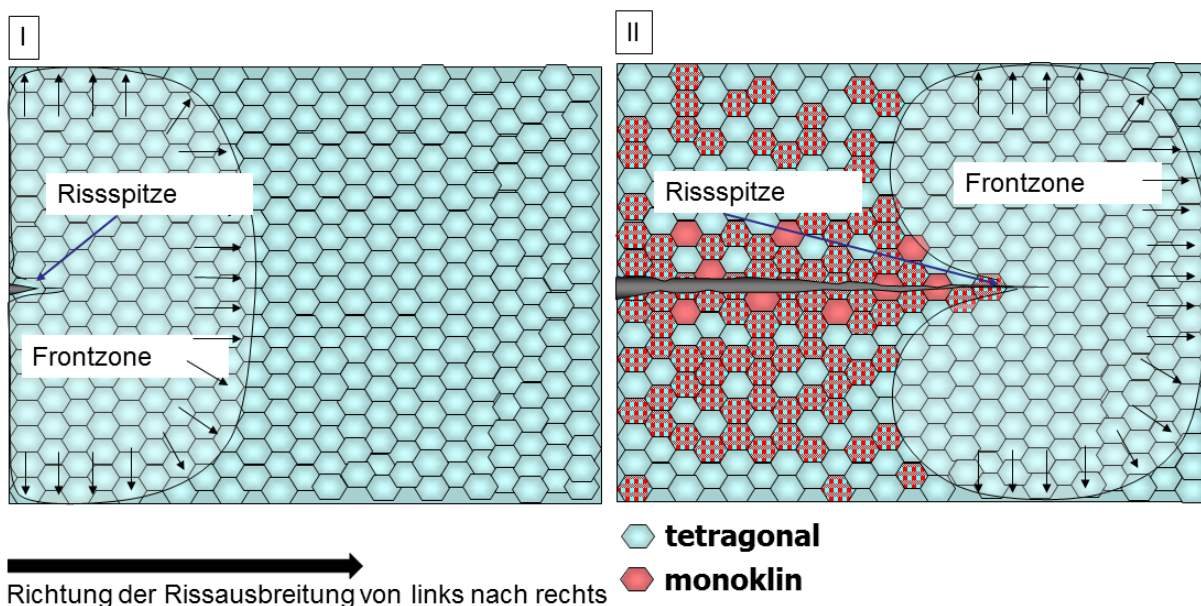 I
Rissspitze
Frontzone
Richtung der Rissausbreitung von links nach rechts
II
Frontzone
Rissspitze
tetragonal
monoklin